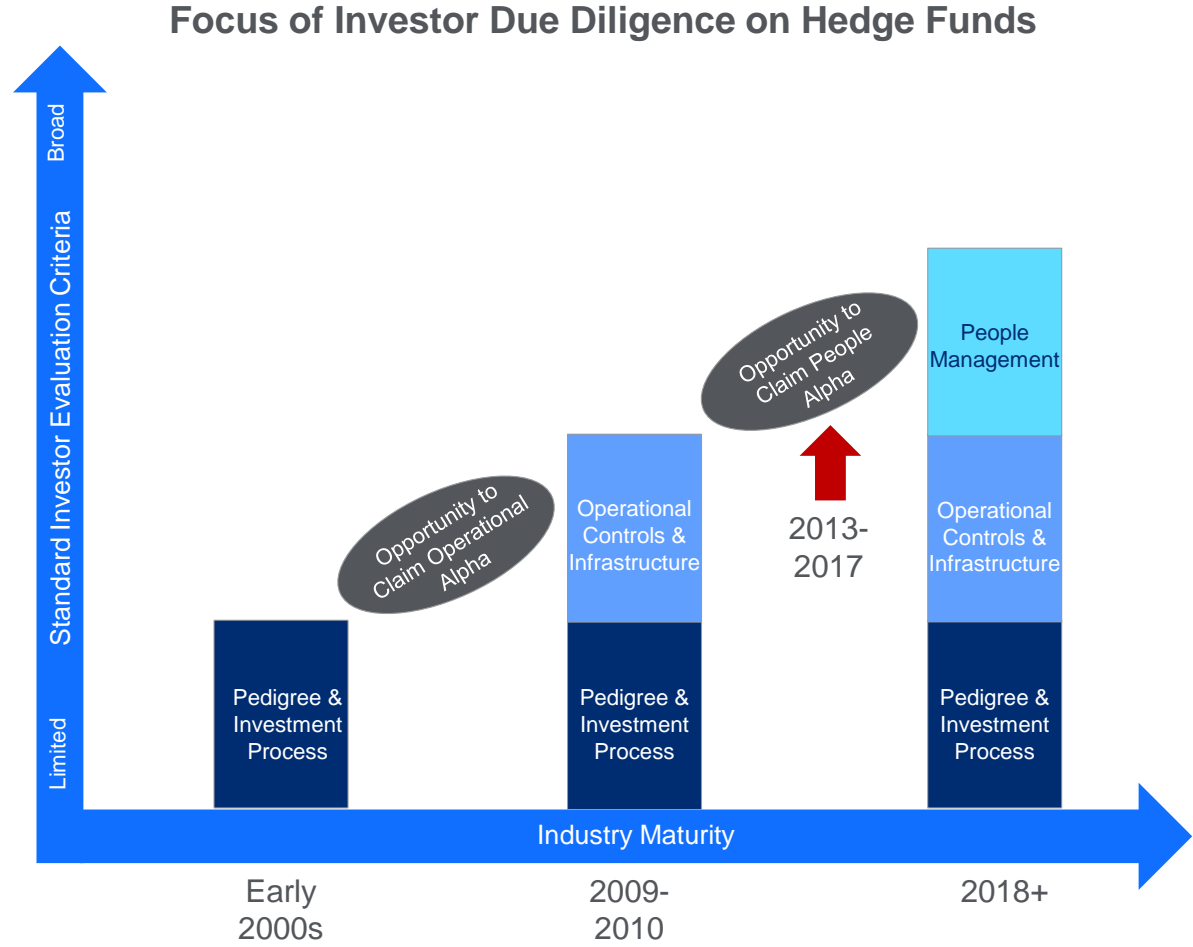 Focus of Investor Due Diligence on Hedge Funds
Broad
Standard Investor Evaluation Criteria
Limited
Pedigree &
Investment
Process
Opportunity to
Claim Operational
Alpha
Operational
Controls &
Infrastructure
Pedigree &
Investment
Process
Opportunity to
Claim People
Alpha
2013-
2017
People
Management
Operational
Controls &
Infrastructure
Pedigree &
Investment
Process
Industry Maturity
Early
2000s
2009-
2010
2018+